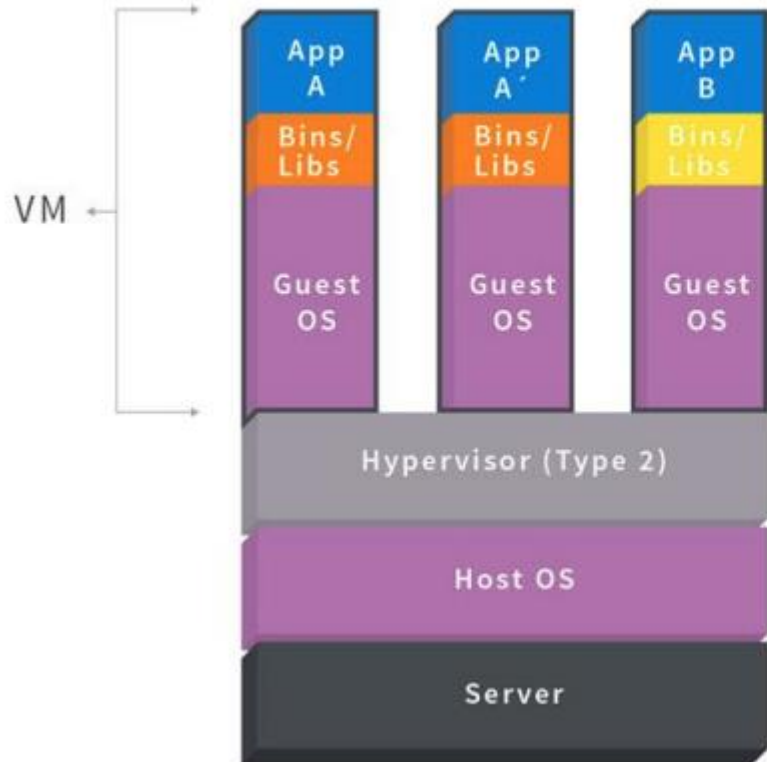 VM
App
A
Bins/
Libs
Guest
OS
App
A´
Bins/
Libs
Guest
OS
App
B
Bins/
Libs
Guest
OS
Hypervisor (Type 2)
Host OS
Server